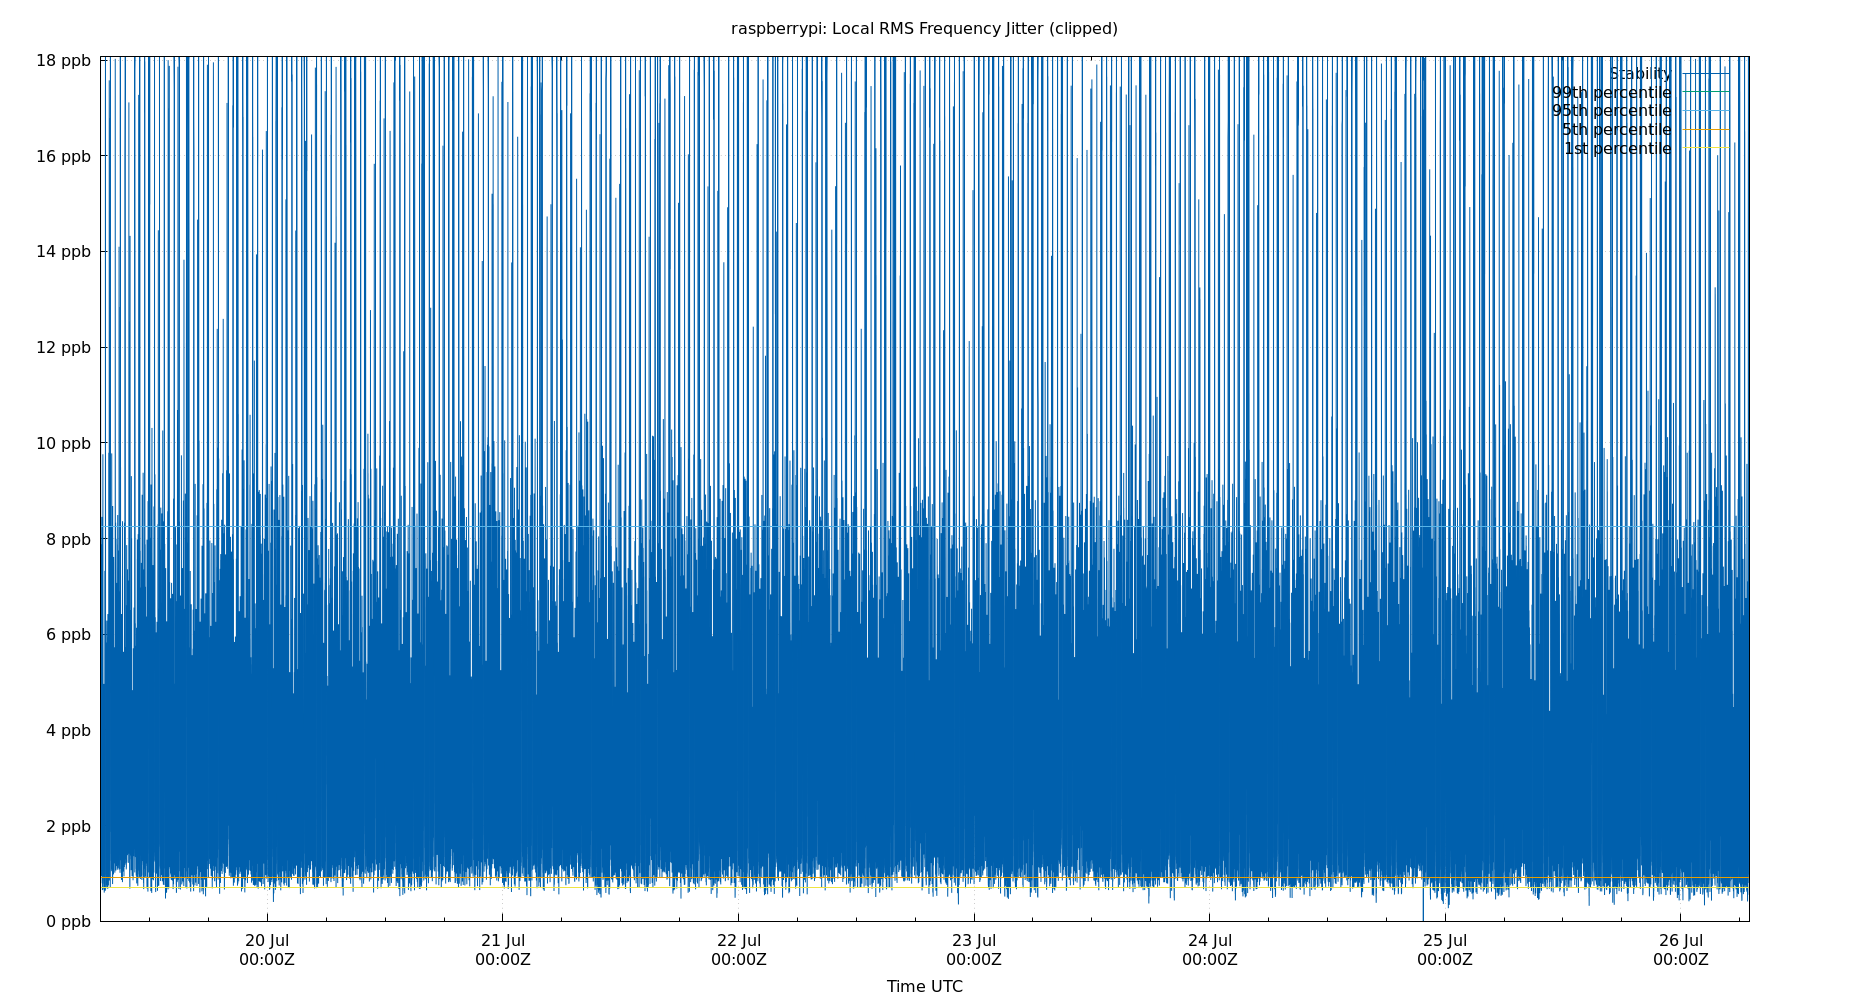 raspberrypi: Local RMS Frequency Jitter (clipped)
18 ppb
16 ppb
14 ppb
12 ppb
10 ppb
8 ppb
6 ppb
4 ppb
2 ppb
0 ppb
Stability
99th percentile
95th percentile
5th percentile
1st percentile
20 Jul
00:00Z
21 Jul
00:00Z
22 Jul
00:00Z
23 Jul
00:00Z
24 Jul
00:00Z
25 Jul
00:00Z
26 Jul
00:00Z
Time UTC